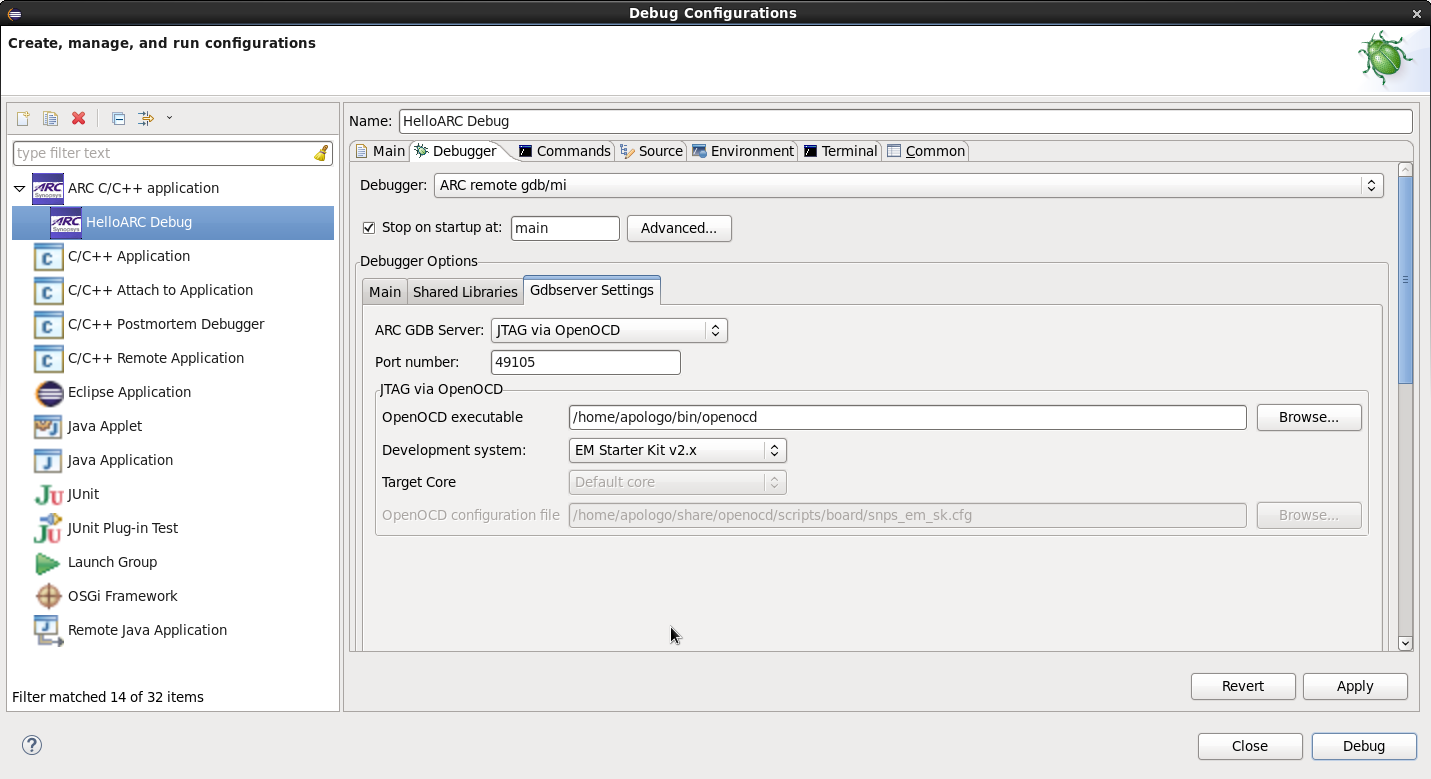 Debug Configurations
Create, manage, and run configurations
type filter text
ARC C/C++ application
HelloARC Debug
C/C++ Application
C/C++ Attach to Application
C/C++ Postmortem Debugger
C/C++ Remote Application
Eclipse Application
Java Applet
Java Application
JUnit
JUnit Plug-in Test
Launch Group
OSGi Framework
Remote Java Application
Filter matched 14 of 32 items
Name: HelloARC Debug
Main Debugger Commands Source Environment Terminal Common
Debugger: ARC remote gdb/mi
Stop on startup at: main Advanced...
Debugger Options
Main Shared Libraries Gdbserver Settings
ARC GDB Server: JTAG via OpenOCD
Port number: 49105
JTAG via OpenOCD
OpenOCD executable /home/apologo/bin/openocd Browse...
Development system: EM Starter Kit v2.x
Target Core Default core
OpenOCD configuration file /home/apologo/share/openocd/scripts/board/snps_em_sk.cfg Browse...
Revert Apply
Close Debug